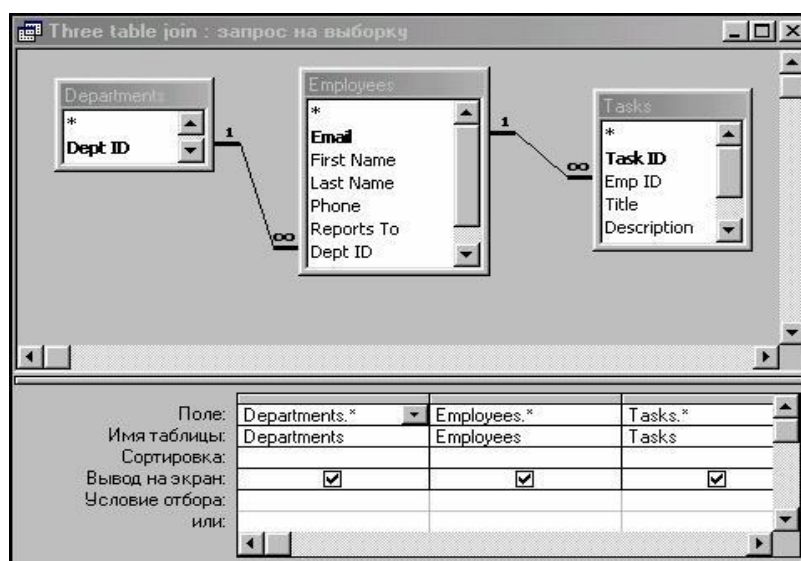 Three table join : запрос на выборку
Departments
*
Dept ID
1
∞
Employees
*
Email
First Name
Last Name
Phone
Reports To
Dept ID
1
∞
Tasks
*
Task ID
Emp ID
Title
Description
Поле: Departments.* Employees.* Tasks.*
Имя таблицы: Departments Employees Tasks
Сортировка:
Вывод на экран:
Условие отбора:
или: